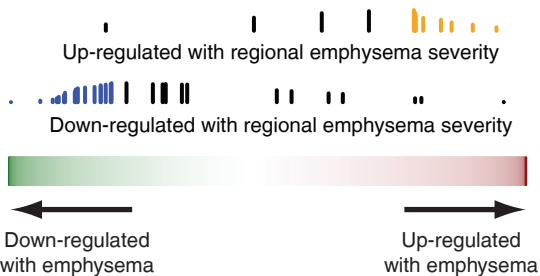 Up-regulated with regional emphysema severity
Down-regulated with regional emphysema severity
Down-regulated
with emphysema
Up-regulated
with emphysema